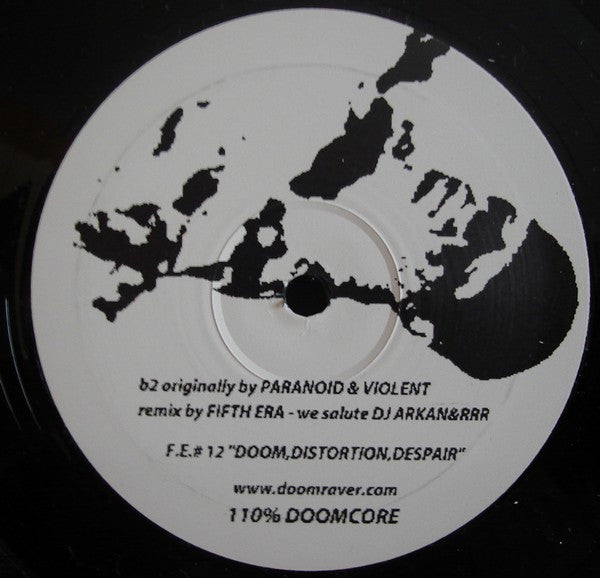 b2 originally by PARANOID & VIOLENT
remix by FIFTH ERA - we salute DJ ARKAN&RRR
F.E.# 12 "DOOM,DISTORTION,DESPAIR"
www.doomraver.com
110% DOOMCORE